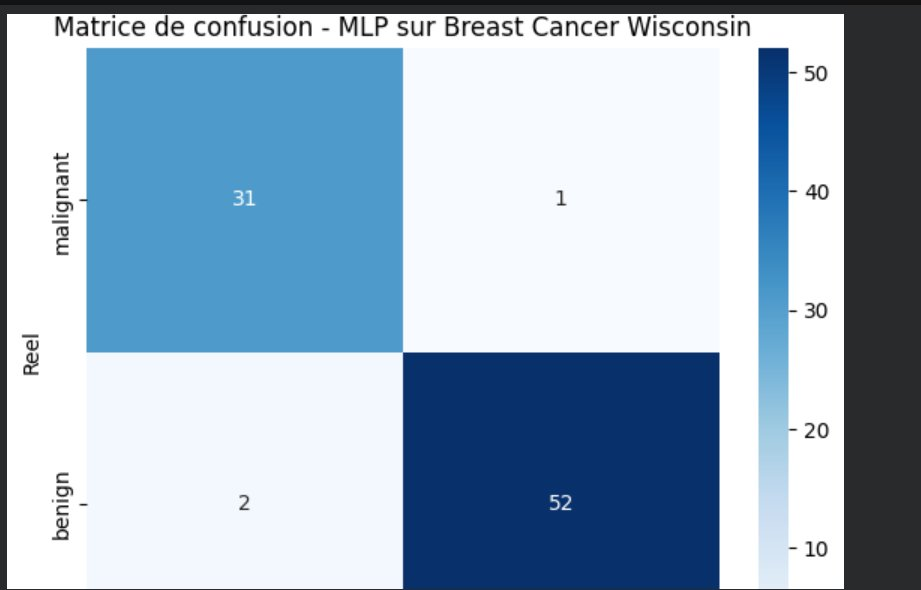 Matrice de confusion - MLP sur Breast Cancer Wisconsin
malignant
31
1
Reel
benign
2
52
50
40
30
20
10